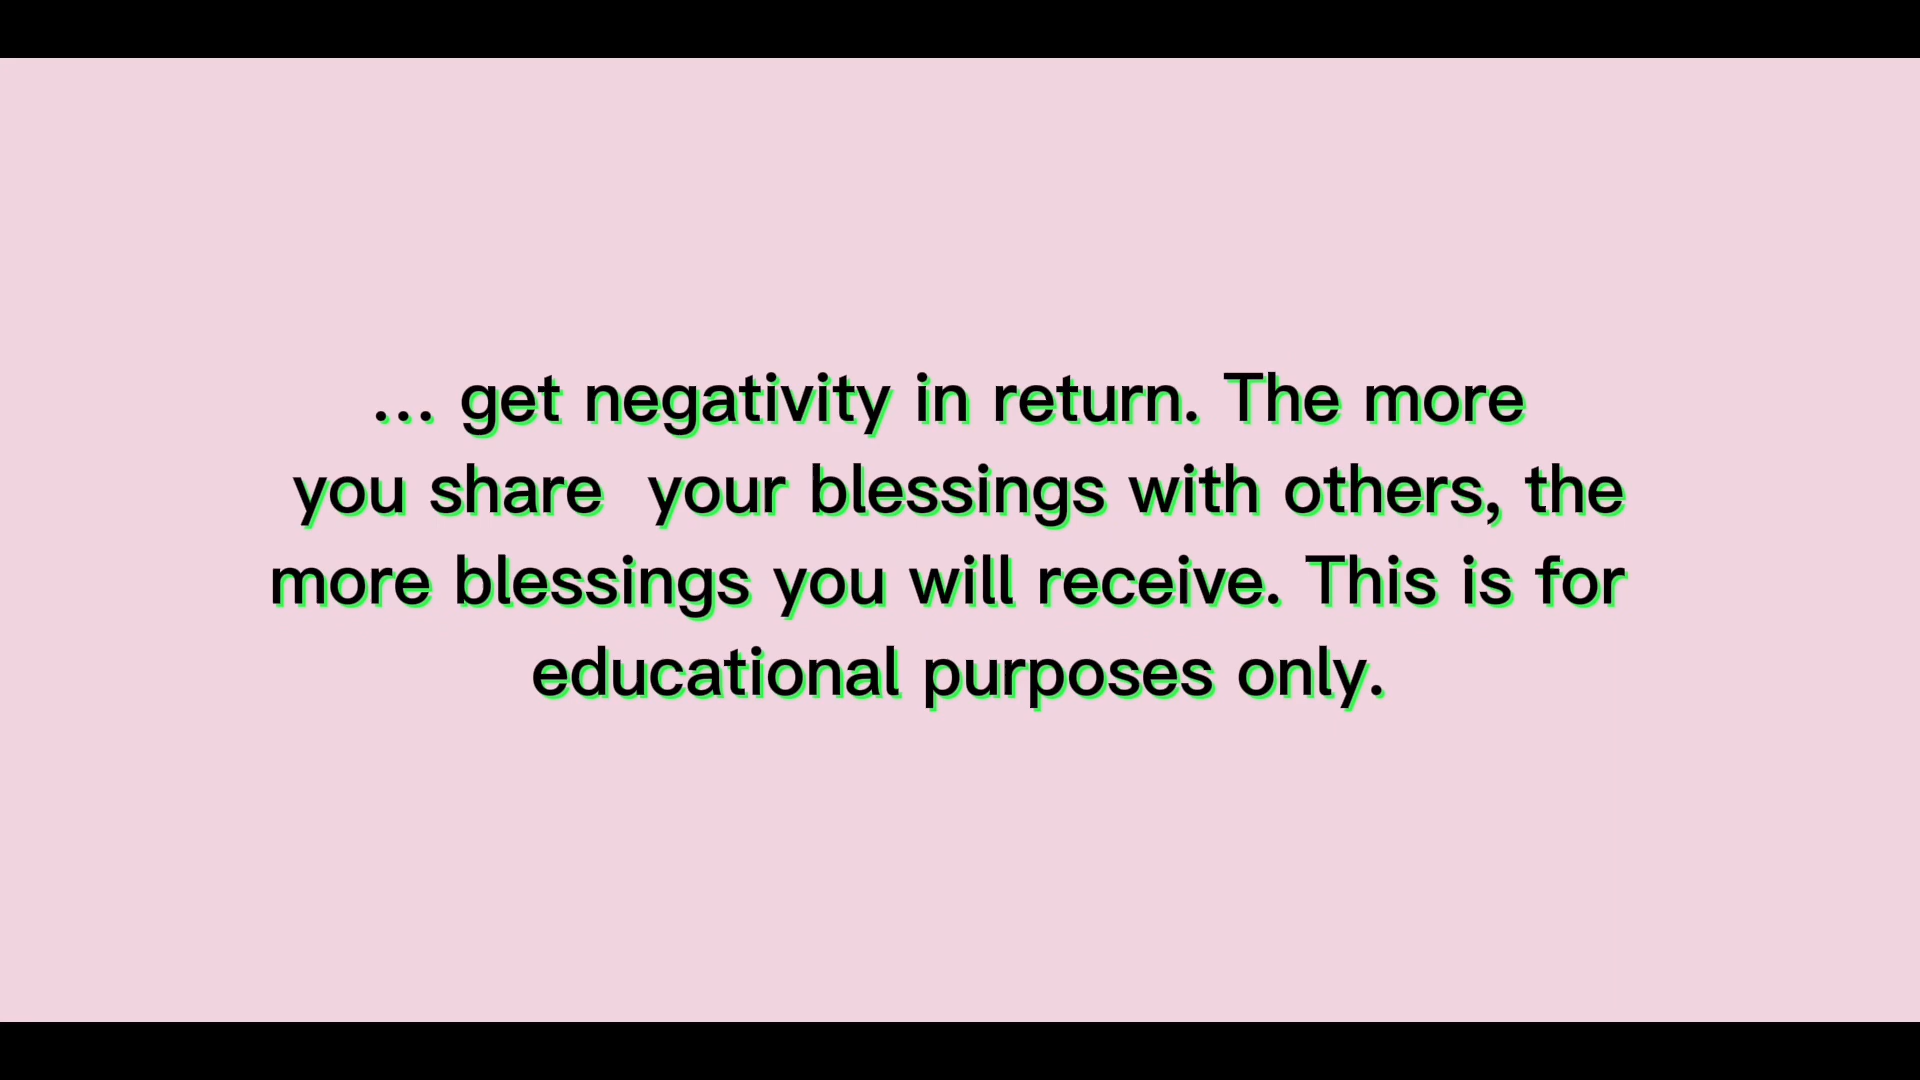 ... get negativity in return. The more
you share  your blessings with others, the
more blessings you will receive. This is for
educational purposes only.